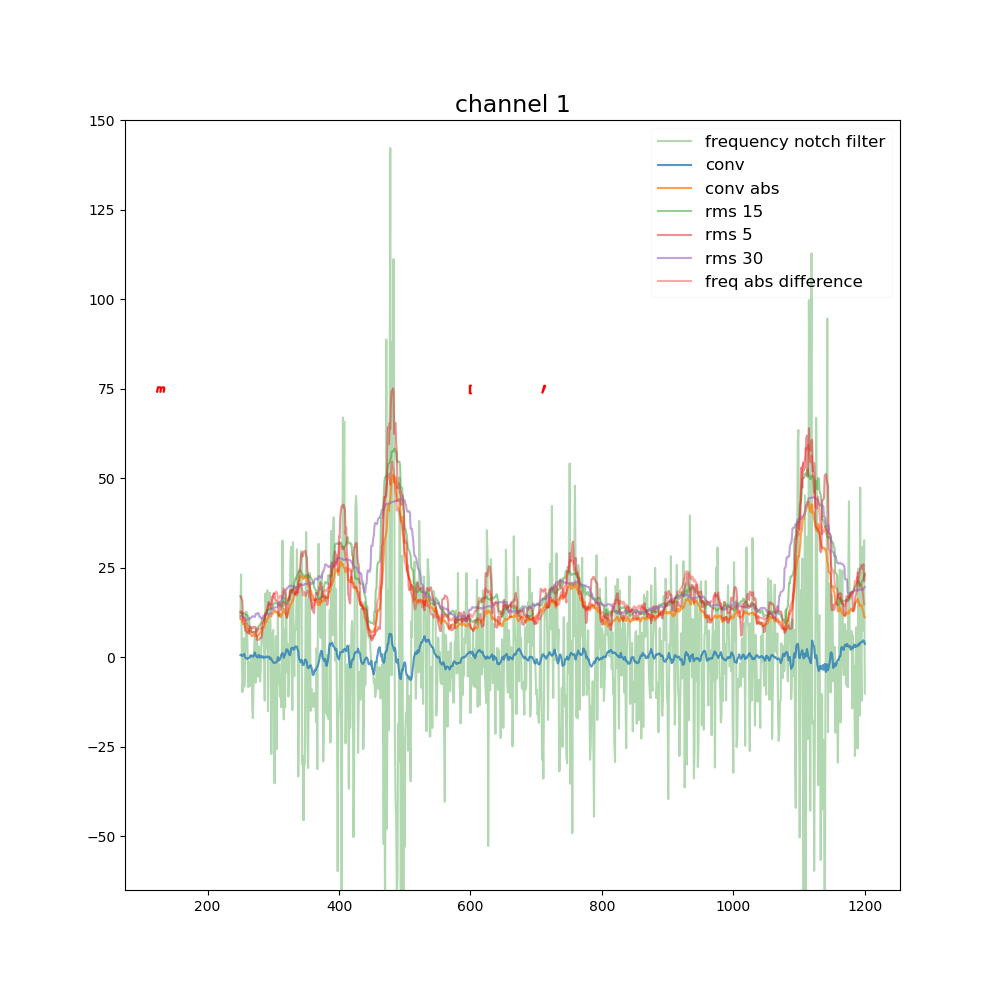 channel 1
150
125
100
75
50
25
0
−25
−50
200 400 600 800 1000 1200
frequency notch filter
conv
conv abs
rms 15
rms 5
rms 30
freq abs difference
m [ /